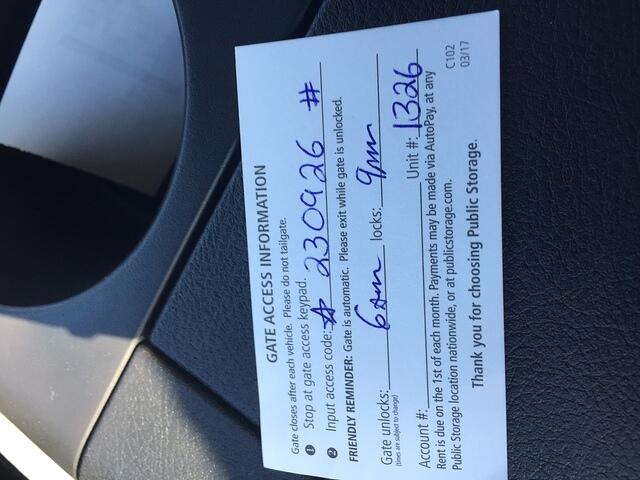 GATE ACCESS INFORMATION
Gate closes after each vehicle. Please do not tailgate.
1 Stop at gate access keypad.
2 Input access code: # 230926 #
FRIENDLY REMINDER: Gate is automatic. Please exit while gate is unlocked.
Gate unlocks: 6am locks: 9pm
(times are subject to change)
Account #: Unit #: 1326
Rent is due on the 1st of each month. Payments may be made via AutoPay, at any
Public Storage location nationwide, or at publicstorage.com.
Thank you for choosing Public Storage.
C102
03/17